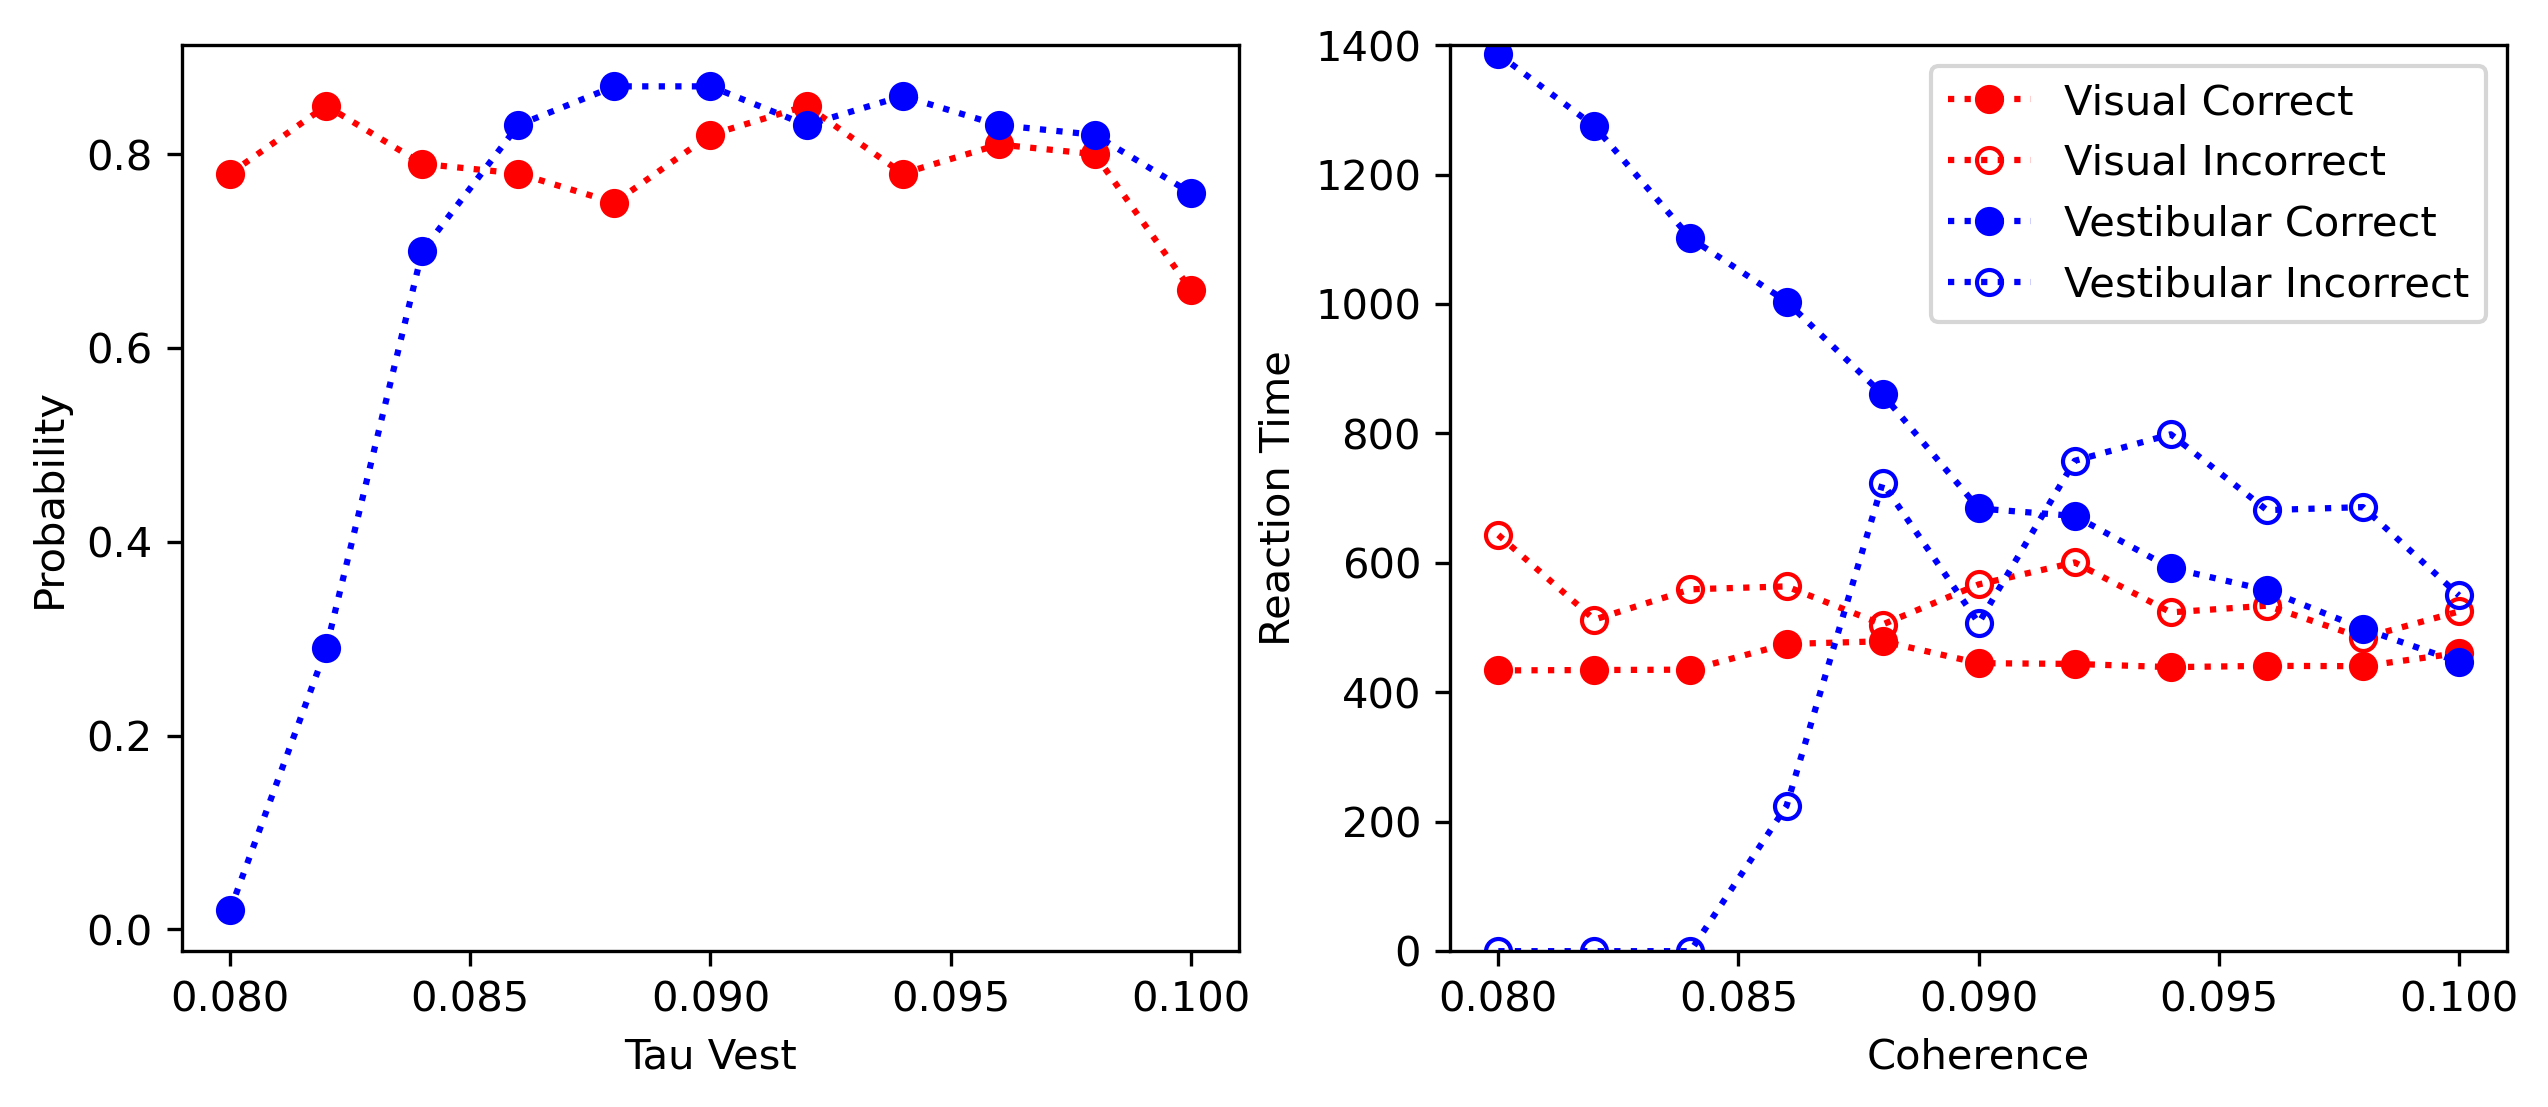 Probability
0.8
0.6
0.4
0.2
0.0
0.080 0.085 0.090 0.095 0.100
Tau Vest
Reaction Time
1400
1200
1000
800
600
400
200
0
0.080 0.085 0.090 0.095 0.100
Coherence
Visual Correct
Visual Incorrect
Vestibular Correct
Vestibular Incorrect